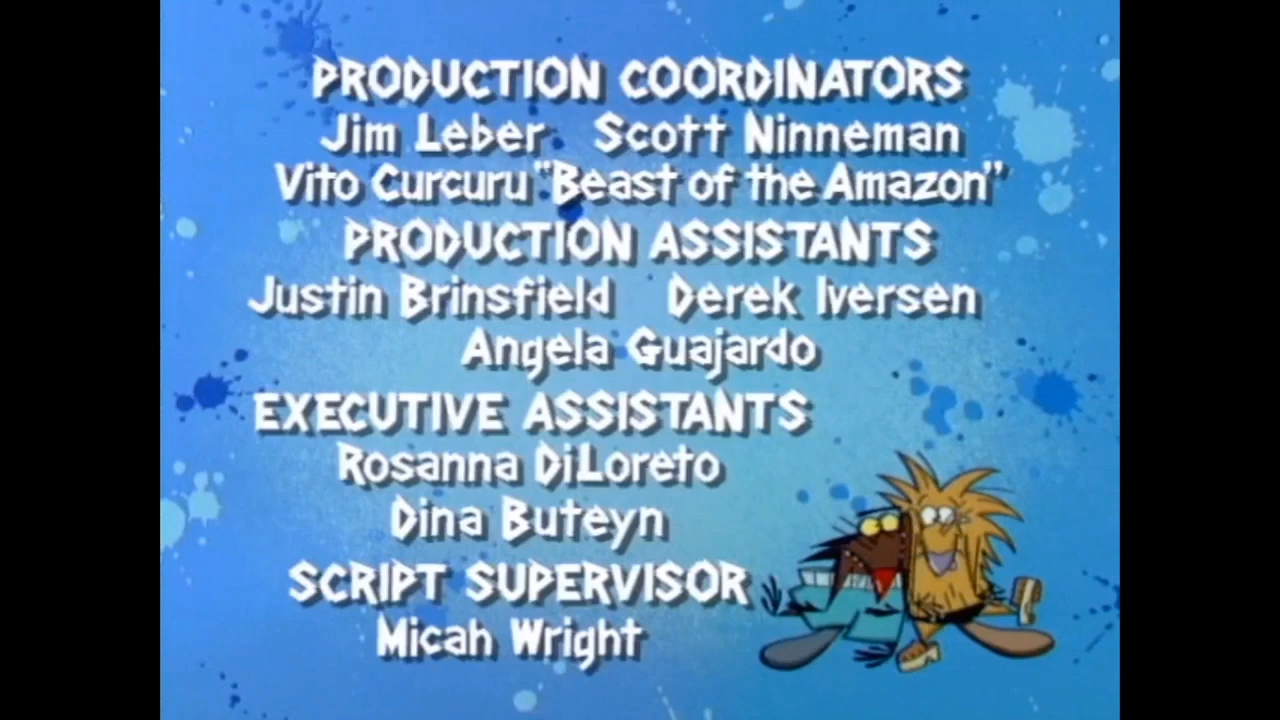 PRODUCTION COORDINATORS
Jim Leber Scott Ninneman
Vito Curcuru "Beast of the Amazon"
PRODUCTION ASSISTANTS
Justin Brinsfield Derek Iversen
Angela Guajardo
EXECUTIVE ASSISTANTS
Rosanna DiLoreto
Dina Buteyn
SCRIPT SUPERVISOR
Micah Wright